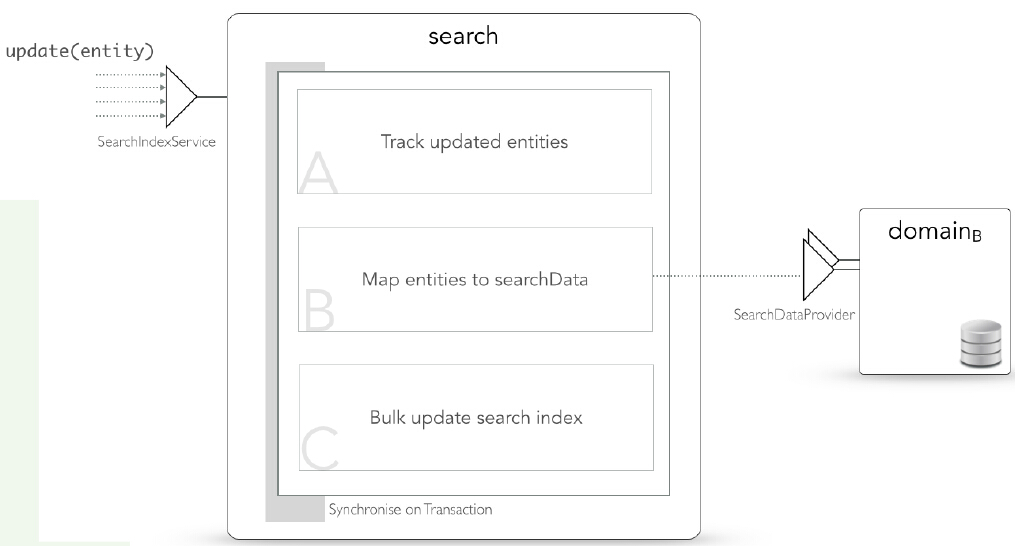 search
update(entity)
SearchIndexService
A
Track updated entities
B
Map entities to searchData
C
Bulk update search index
Synchronise on Transaction
domainB
SearchDataProvider